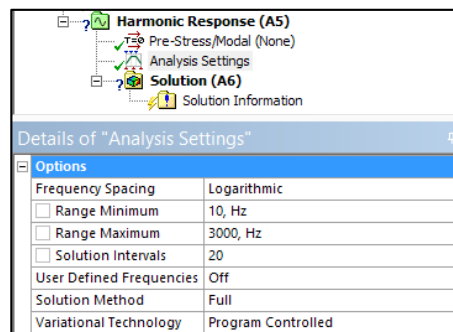 Harmonic Response (A5)
Pre-Stress/Modal (None)
Analysis Settings
Solution (A6)
Solution Information
Details of "Analysis Settings"
Options
Frequency Spacing Logarithmic
Range Minimum 10, Hz
Range Maximum 3000, Hz
Solution Intervals 20
User Defined Frequencies Off
Solution Method Full
Variational Technology Program Controlled